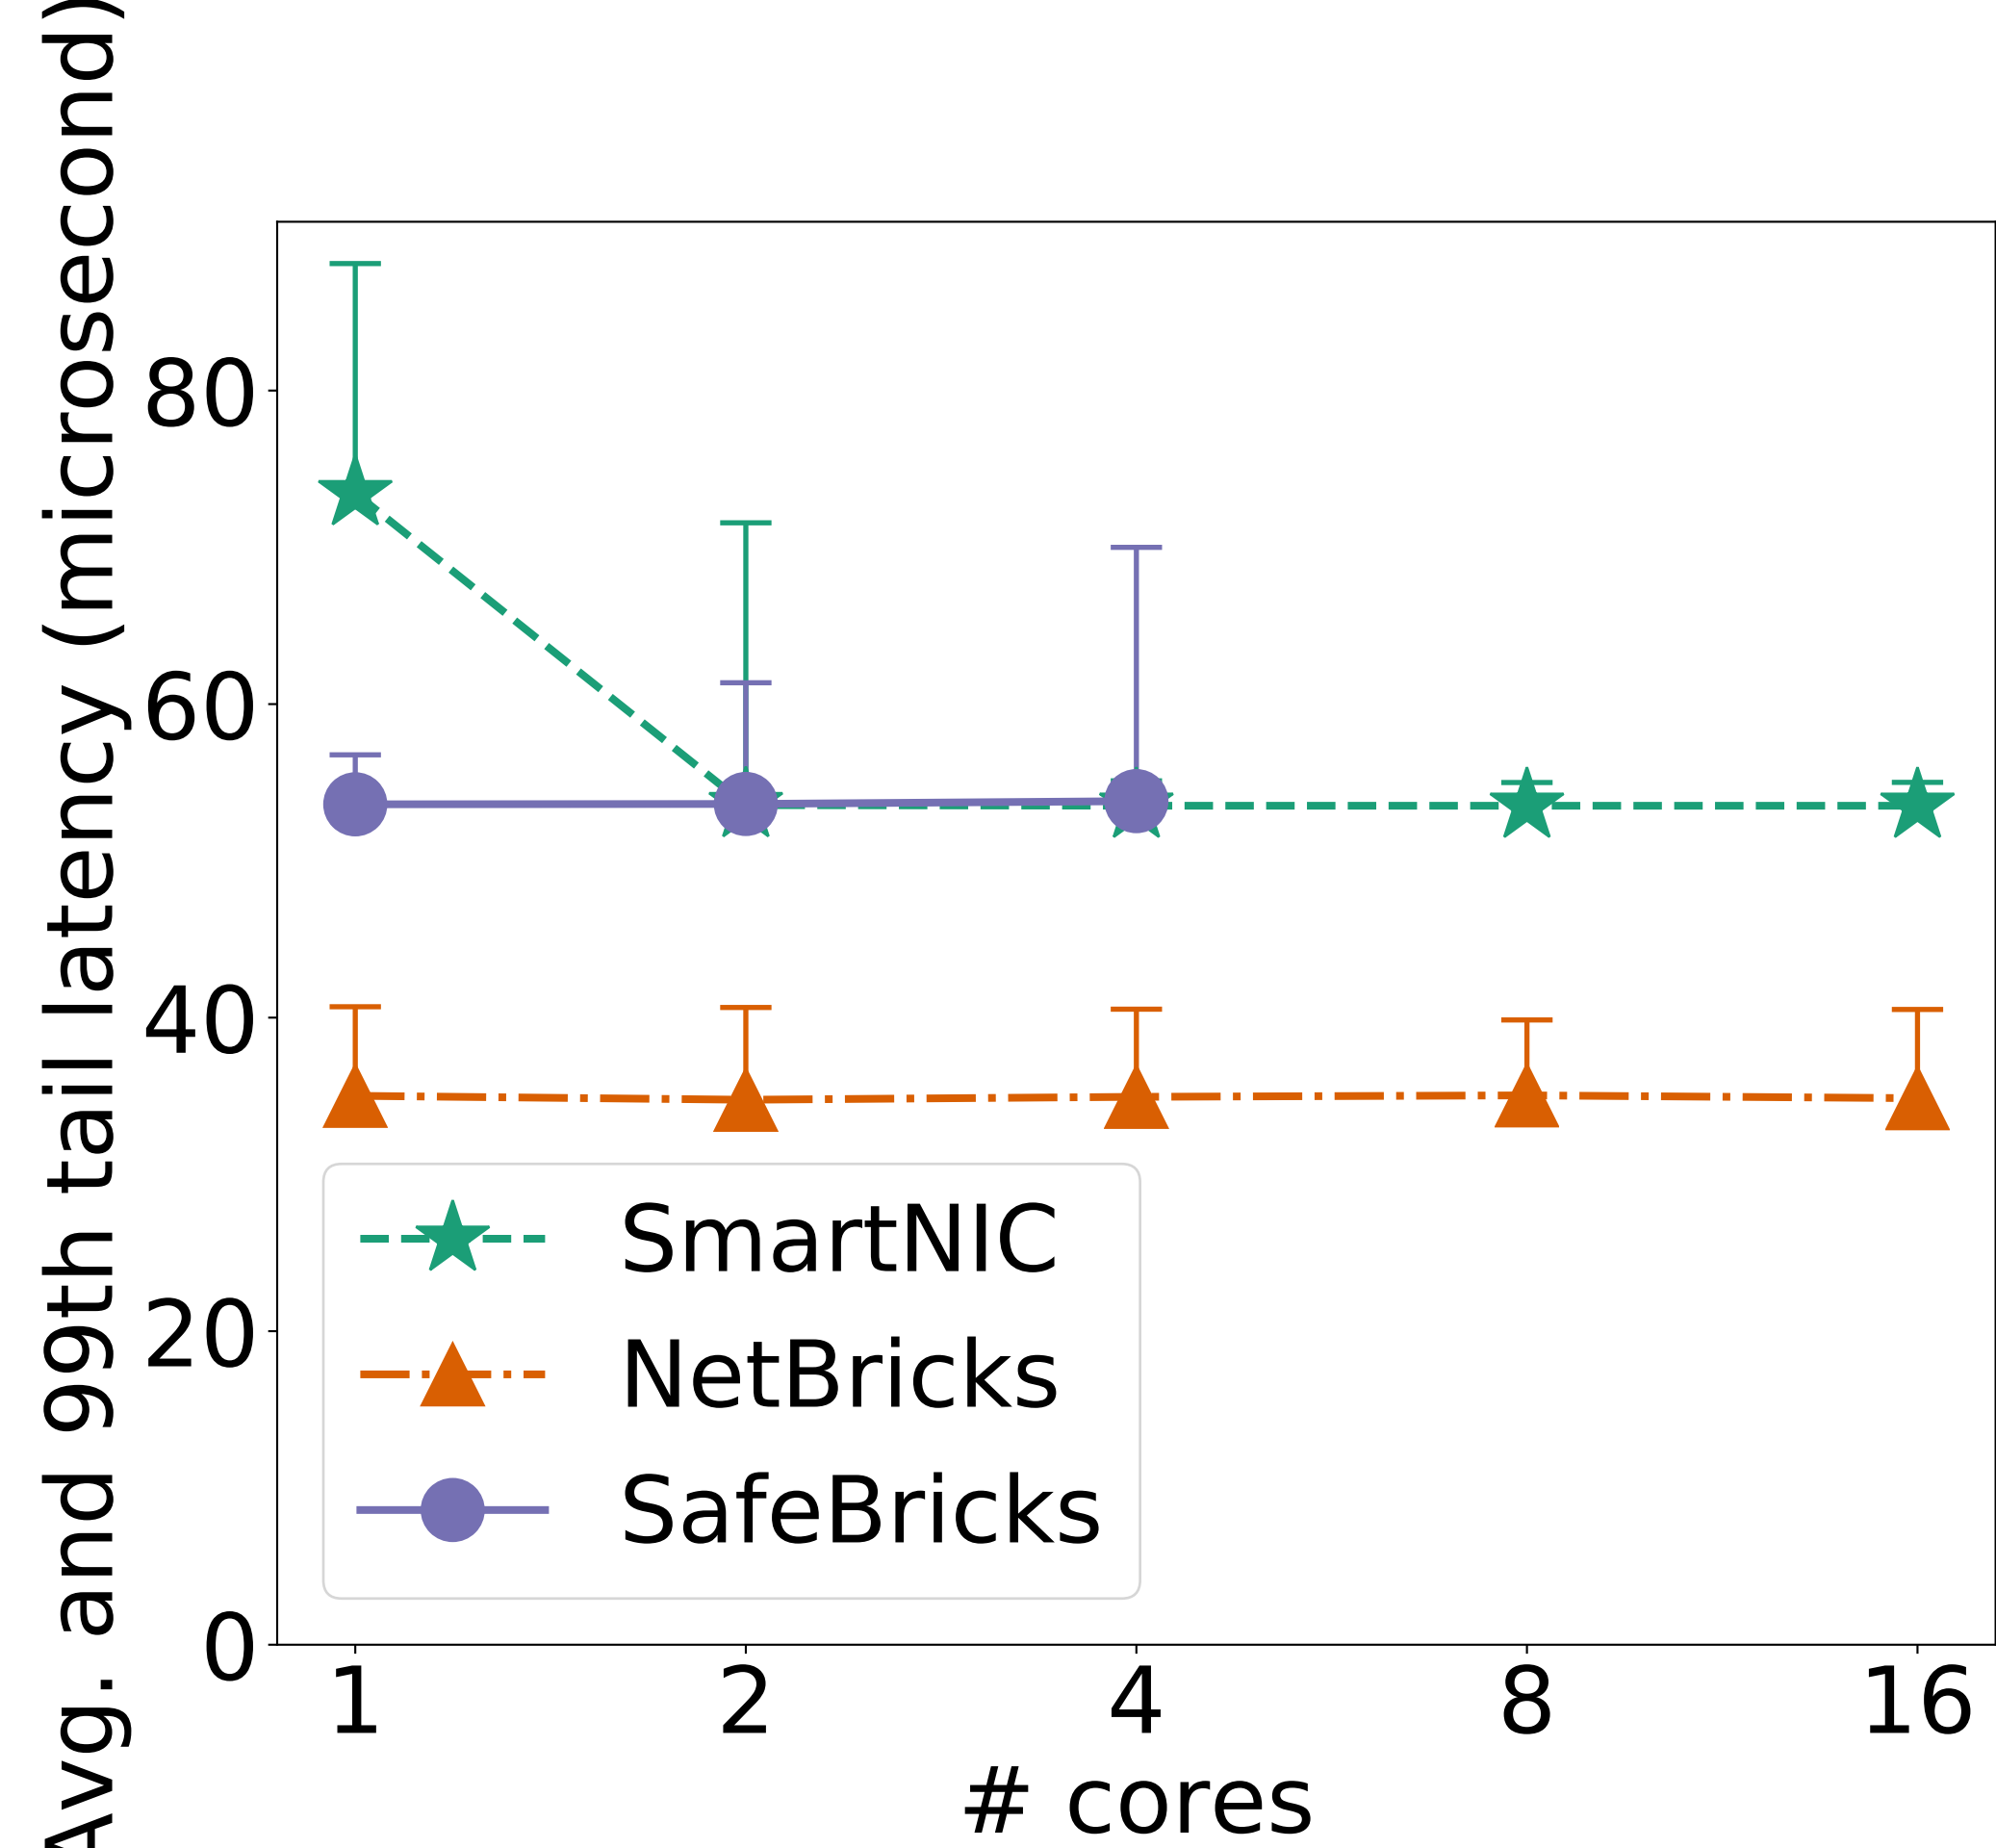 Avg. and 99th tail latency (microsecond)
80
60
40
20
0
SmartNIC
NetBricks
SafeBricks
1 2 4 8 16
# cores